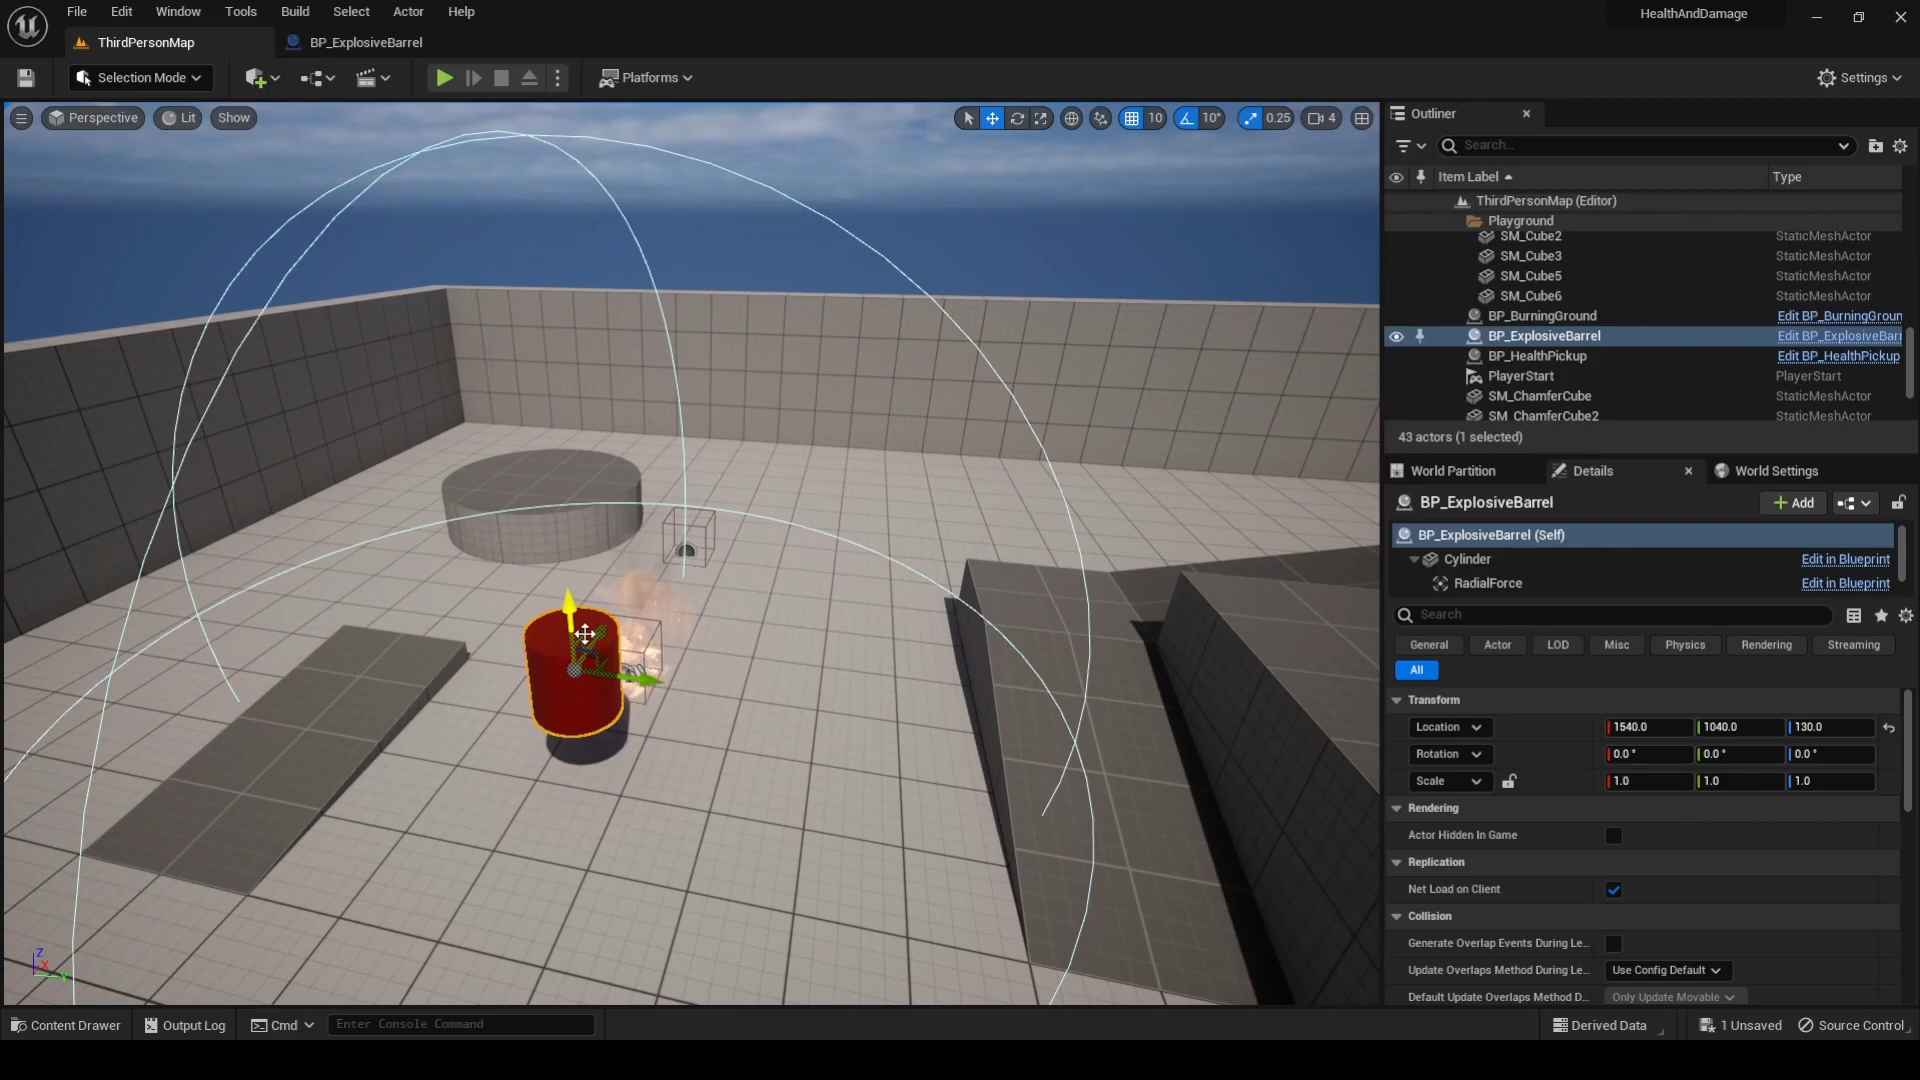 File Edit Window Tools Build Select Actor Help
HealthAndDamage
ThirdPersonMap
BP_ExplosiveBarrel
Selection Mode
Platforms
Settings
Perspective
Lit
Show
10
10°
0.25
4
Outliner
Search...
Item Label
Type
ThirdPersonMap (Editor)
Playground
SM_Cube2 StaticMeshActor
SM_Cube3 StaticMeshActor
SM_Cube5 StaticMeshActor
SM_Cube6 StaticMeshActor
BP_BurningGround Edit BP_BurningGroun
BP_ExplosiveBarrel Edit BP_ExplosiveBarr
BP_HealthPickup Edit BP_HealthPickup
PlayerStart PlayerStart
SM_ChamferCube StaticMeshActor
SM_ChamferCube2 StaticMeshActor
43 actors (1 selected)
World Partition
Details
World Settings
BP_ExplosiveBarrel
Add
BP_ExplosiveBarrel (Self)
Cylinder Edit in Blueprint
RadialForce Edit in Blueprint
Search
General Actor LOD Misc Physics Rendering Streaming
All
Transform
Location 1540.0 1040.0 130.0
Rotation 0.0 ° 0.0 ° 0.0 °
Scale 1.0 1.0 1.0
Rendering
Actor Hidden In Game
Replication
Net Load on Client
Collision
Generate Overlap Events During Le...
Update Overlaps Method During Le... Use Config Default
Default Update Overlaps Method D... Only Update Movable
Z
X
Y
Content Drawer
Output Log
Cmd
Enter Console Command
Derived Data
1 Unsaved
Source Control